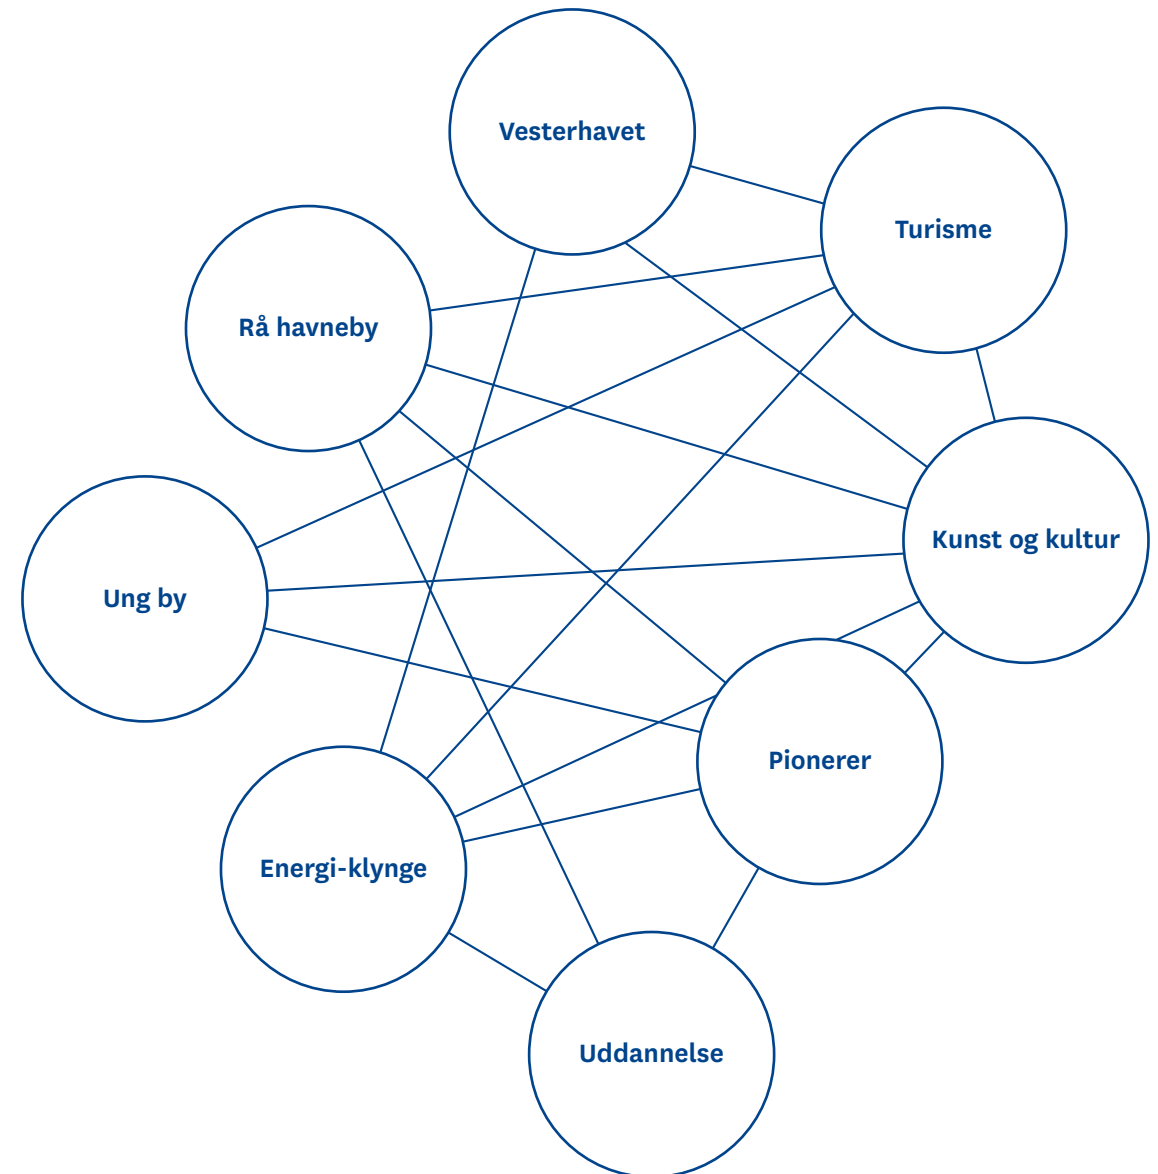 Vesterhavet
Turisme
Rå havneby
Kunst og kultur
Ung by
Pionerer
Energi-klynge
Uddannelse